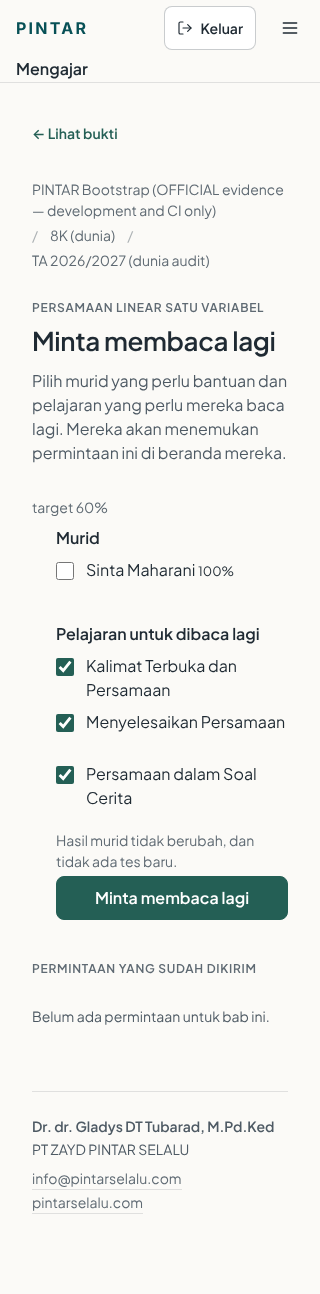 PINTAR
Keluar
Mengajar
← Lihat bukti
PINTAR Bootstrap (OFFICIAL evidence
— development and CI only)
/ 8K (dunia) /
TA 2026/2027 (dunia audit)
PERSAMAAN LINEAR SATU VARIABEL
Minta membaca lagi
Pilih murid yang perlu bantuan dan
pelajaran yang perlu mereka baca
lagi. Mereka akan menemukan
permintaan ini di beranda mereka.
target 60%
Murid
Sinta Maharani 100%
Pelajaran untuk dibaca lagi
Kalimat Terbuka dan
Persamaan
Menyelesaikan Persamaan
Persamaan dalam Soal
Cerita
Hasil murid tidak berubah, dan
tidak ada tes baru.
Minta membaca lagi
PERMINTAAN YANG SUDAH DIKIRIM
Belum ada permintaan untuk bab ini.
Dr. dr. Gladys DT Tubarad, M.Pd.Ked
PT ZAYD PINTAR SELALU
info@pintarselalu.com
pintarselalu.com